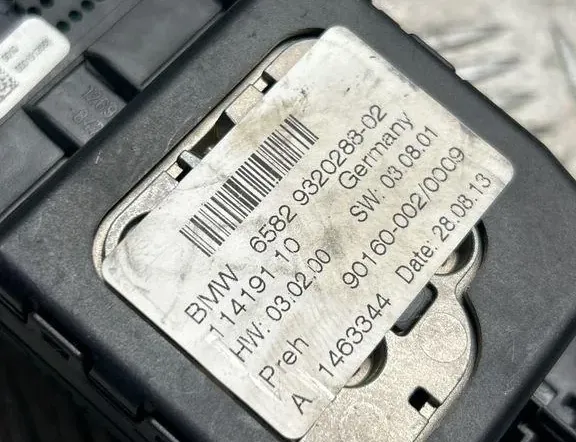 BMW 6582 9320283-02
114191 10 Germany
HW: 03.02.00 SW: 03.08.01
Preh 90160-002/0009
A 1463344 Date: 28.08.13